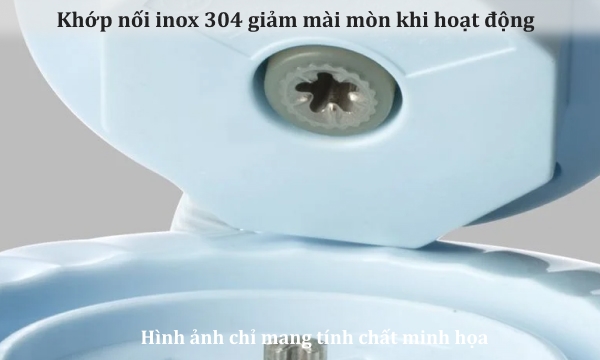 Khớp nối inox 304 giảm mài mòn khi hoạt động
Hình ảnh chỉ mang tính chất minh họa